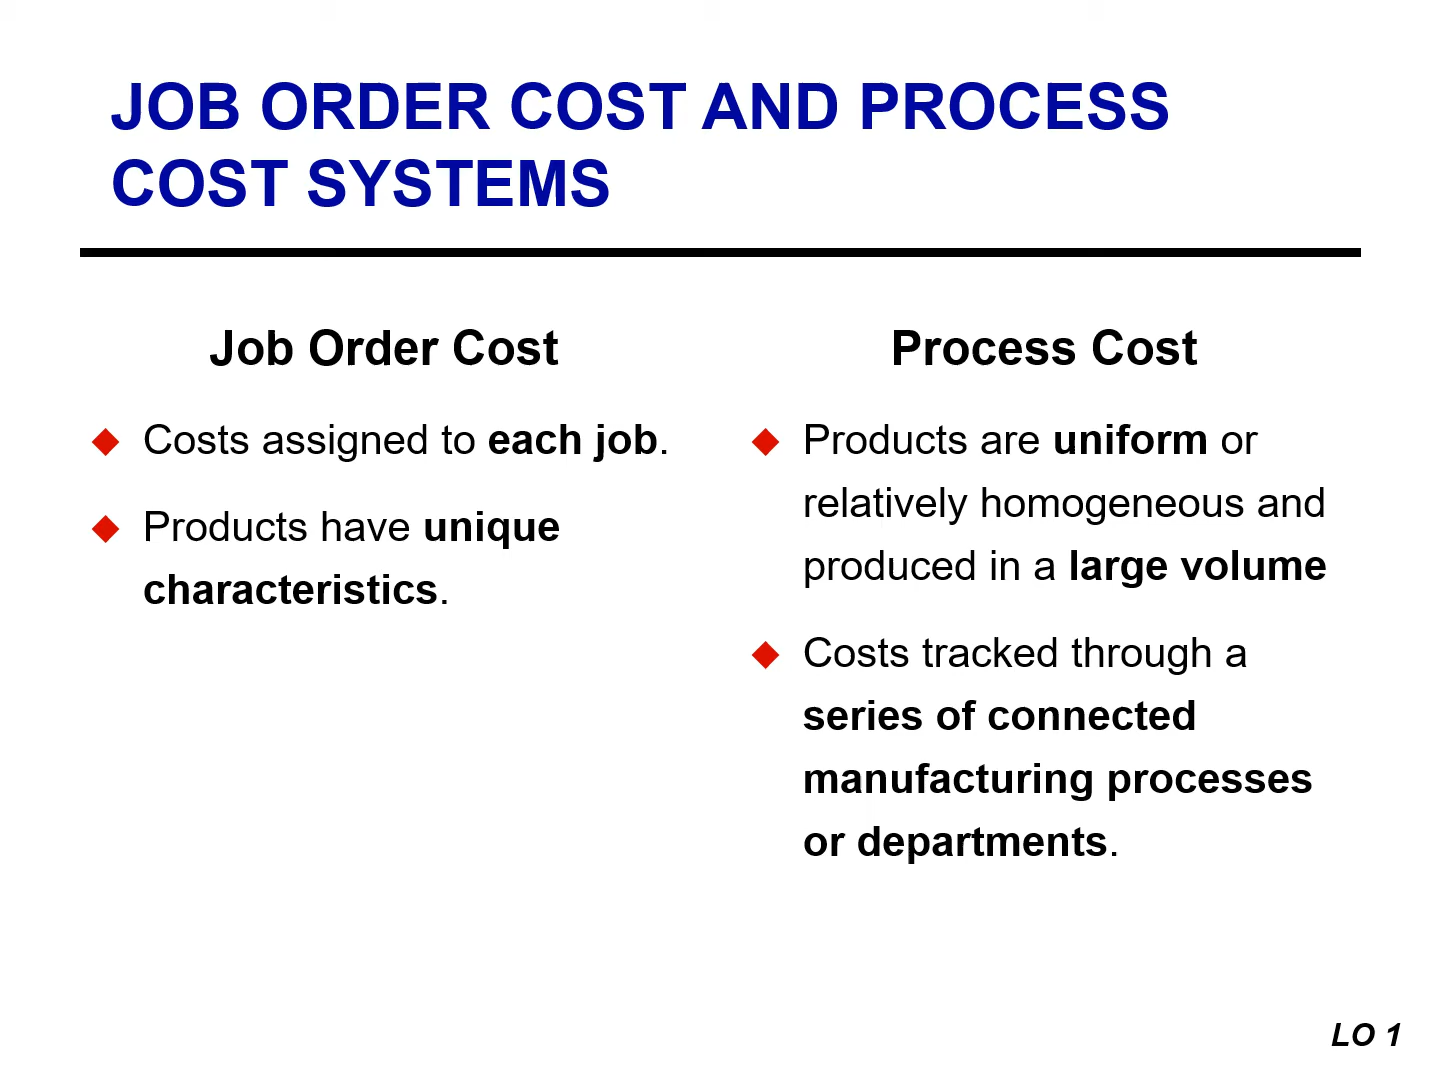 JOB ORDER COST AND PROCESS
COST SYSTEMS
Job Order Cost
Costs assigned to each job.
Products have unique
characteristics.
Process Cost
Products are uniform or
relatively homogeneous and
produced in a large volume
Costs tracked through a
series of connected
manufacturing processes
or departments.
LO 1